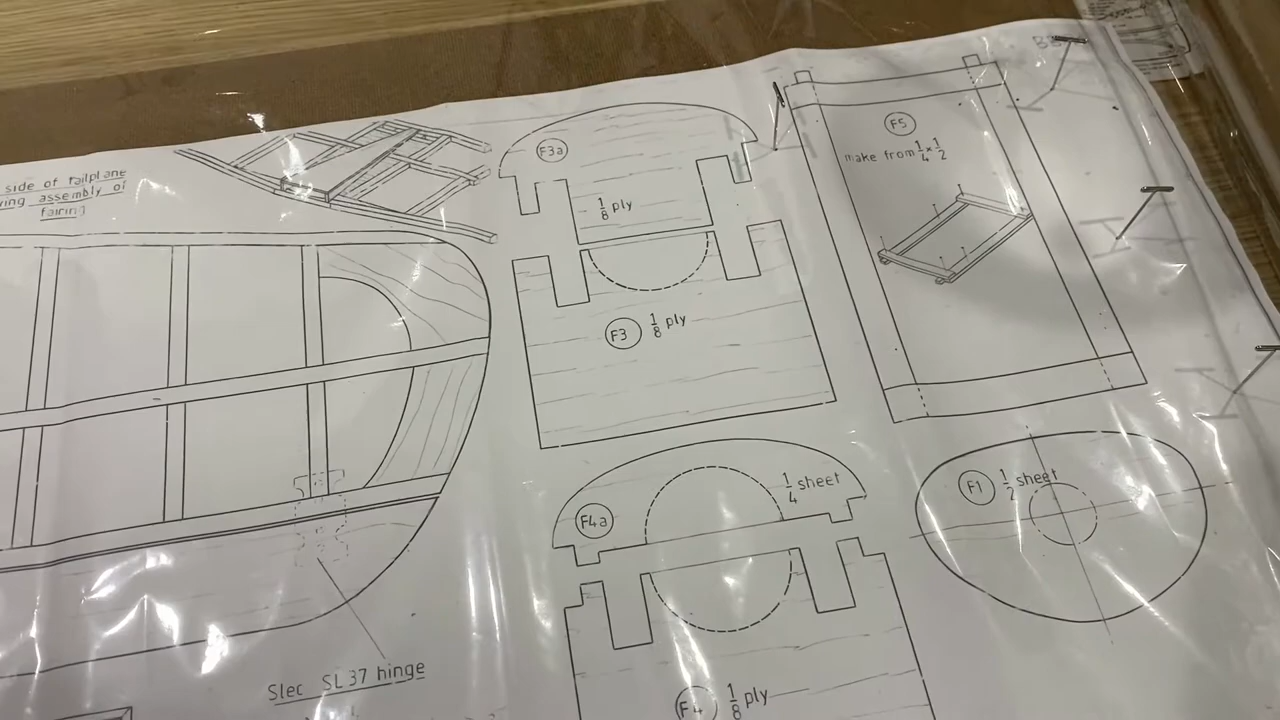 side of tailplane
ving assembly of
fairing
F3a
1/8 ply
F5
make from 1/4 x 1/2
F3
1/8 ply
F4a
1/4 sheet
F1
1/2 sheet
Slec SL37 hinge
F4
1/8 ply